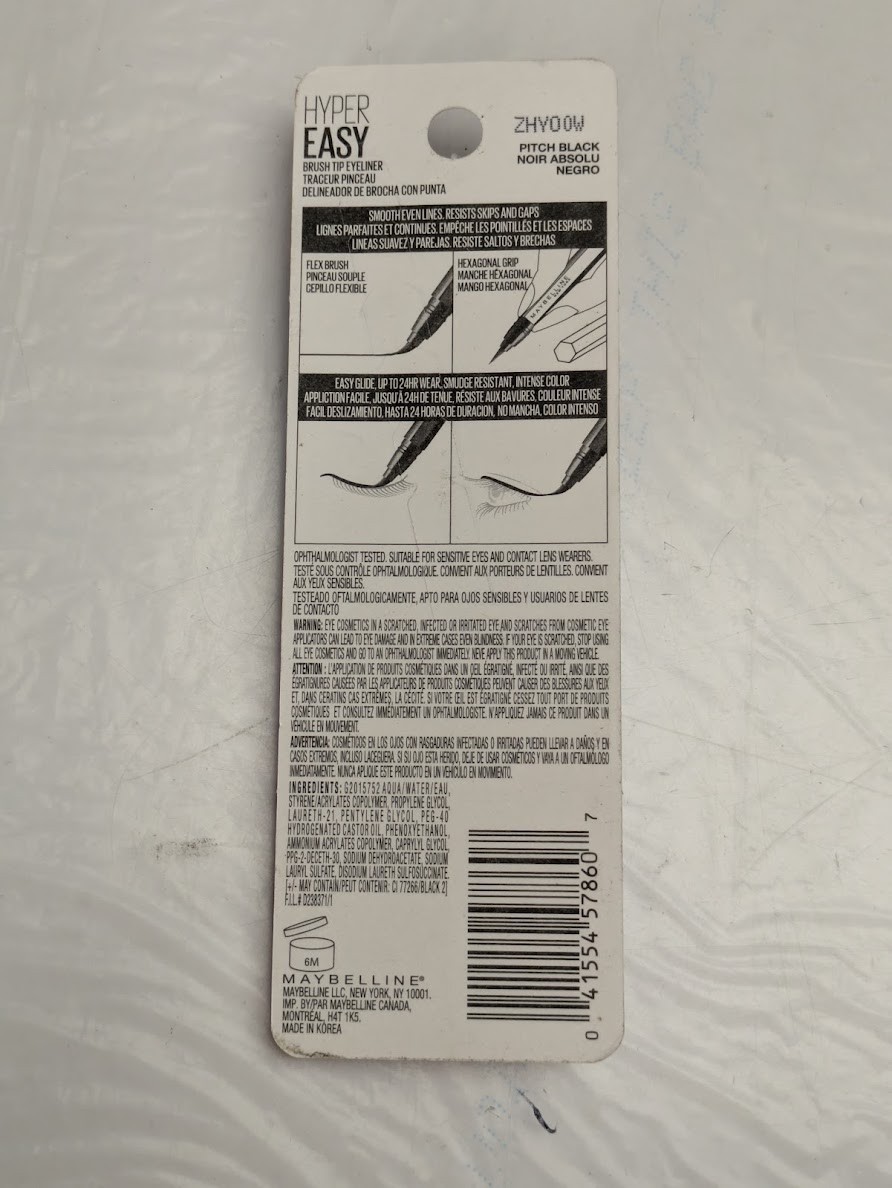 HYPER
EASY
BRUSH TIP EYELINER
TRACEUR PINCEAU
DELINEADOR DE BROCHA CON PUNTA
ZHY00W
PITCH BLACK
NOIR ABSOLU
NEGRO
SMOOTH EVEN LINES. RESISTS SKIPS AND GAPS
LIGNES PARFAITES ET CONTINUES. EMPÊCHE LES POINTILLÉS ET LES ESPACES
LINEAS SUAVEZ Y PAREJAS. RESISTE SALTOS Y BRECHAS
FLEX BRUSH
PINCEAU SOUPLE
CEPILLO FLEXIBLE
HEXAGONAL GRIP
MANCHE HÉXAGONAL
MANGO HEXAGONAL
MAYBELLINE
EASY GLIDE, UP TO 24HR WEAR, SMUDGE RESISTANT, INTENSE COLOR
APPLICTION FACILE, JUSQU'À 24H DE TENUE, RÉSISTE AUX BAVURES, COULEUR INTENSE
FACIL DESLIZAMIENTO, HASTA 24 HORAS DE DURACION, NO MANCHA, COLOR INTENSO
OPHTHALMOLOGIST TESTED. SUITABLE FOR SENSITIVE EYES AND CONTACT LENS WEARERS.
TESTÉ SOUS CONTRÔLE OPHTALMOLOGIQUE. CONVIENT AUX PORTEURS DE LENTILLES. CONVIENT
AUX YEUX SENSIBLES.
TESTEADO OFTALMOLOGICAMENTE, APTO PARA OJOS SENSIBLES Y USUARIOS DE LENTES
DE CONTACTO
WARNING: EYE COSMETICS IN A SCRATCHED, INFECTED OR IRRITATED EYE AND SCRATCHES FROM COSMETIC EYE
APPLICATORS CAN LEAD TO EYE DAMAGE AND IN EXTREME CASES EVEN BLINDNESS. IF YOUR EYE IS SCRATCHED, STOP USING
ALL EYE COSMETICS AND GO TO AN OPHTHALMOLOGIST IMMEDIATELY. NEVE APPLY THIS PRODUCT IN A MOVING VEHICLE.
ATTENTION : L'APPLICATION DE PRODUITS COSMÉTIQUES DANS UN ŒIL ÉGRATIGNÉ, INFECTÉ OU IRRITÉ, AINSI QUE DES
ÉGRATIGNURES CAUSÉES PAR LES APPLICATEURS DE PRODUITS COSMÉTIQUES PEUVENT CAUSER DES BLESSURES AUX YEUX
ET, DANS CERATINS CAS EXTRÊMES, LA CÉCITÉ. SI VOTRE ŒIL EST ÉGRATIGNÉ CESSEZ TOUT PORT DE PRODUITS
COSMÉTIQUES ET CONSULTEZ IMMÉDIATEMENT UN OPHTALMOLOGISTE. N'APPLIQUEZ JAMAIS CE PRODUIT DANS UN
VÉHICULE EN MOUVEMENT.
ADVERTENCIA: COSMÉTICOS EN LOS OJOS CON RASGADURAS INFECTADAS O IRRITADAS PUEDEN LLEVAR A DAÑOS Y EN
CASOS EXTREMOS, INCLUSO LACEGUERA. SI SU OJO ESTA HERIDO, DEJE DE USAR COSMÉTICOS Y VAYA A UN OFTALMÓLOGO
INMEDIATAMENTE. NUNCA APLIQUE ESTE PRODUCTO EN UN VEHÍCULO EN MOVIMIENTO.
INGREDIENTS: G2015752 AQUA/WATER/EAU,
STYRENE/ACRYLATES COPOLYMER, PROPYLENE GLYCOL,
LAURETH-21, PENTYLENE GLYCOL, PEG-40
HYDROGENATED CASTOR OIL, PHENOXYETHANOL,
AMMONIUM ACRYLATES COPOLYMER, CAPRYLYL GLYCOL,
PPG-2-DECETH-30, SODIUM DEHYDROACETATE, SODIUM
LAURYL SULFATE, DISODIUM LAURETH SULFOSUCCINATE.
[+/- MAY CONTAIN/PEUT CONTENIR: CI 77266/BLACK 2]
F.I.L.# D238371/1
6M
MAYBELLINE®
MAYBELLINE LLC, NEW YORK, NY 10001.
IMP. BY/PAR MAYBELLINE CANADA,
MONTRÉAL, H4T 1K5.
MADE IN KOREA
0 41554 57860 7